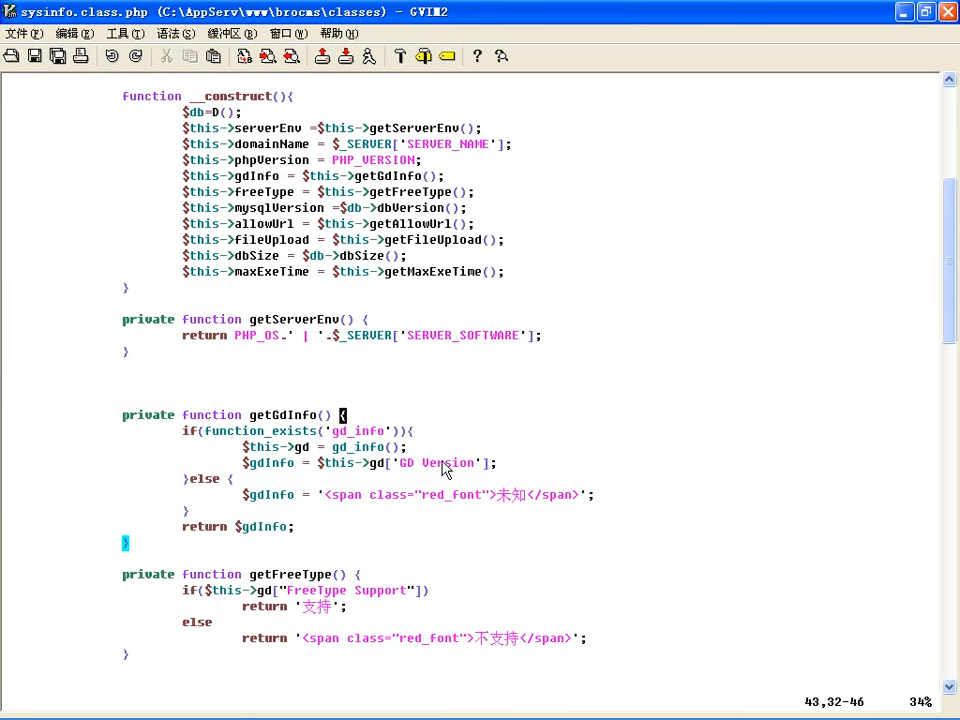 sysinfo.class.php (C:\AppServ\www\brocms\classes) - GVIM2
文件(F) 编辑(E) 工具(T) 语法(S) 缓冲区(B) 窗口(W) 帮助(H)
function __construct(){
$db=D();
$this->serverEnv =$this->getServerEnv();
$this->domainName = $_SERVER['SERVER_NAME'];
$this->phpVersion = PHP_VERSION;
$this->gdInfo = $this->getGdInfo();
$this->freeType = $this->getFreeType();
$this->mysqlVersion =$db->dbVersion();
$this->allowUrl = $this->getAllowUrl();
$this->fileUpload = $this->getFileUpload();
$this->dbSize = $db->dbSize();
$this->maxExeTime = $this->getMaxExeTime();
}
private function getServerEnv() {
return PHP_OS.' | '.$_SERVER['SERVER_SOFTWARE'];
}
private function getGdInfo() {
if(function_exists('gd_info')){
$this->gd = gd_info();
$gdInfo = $this->gd['GD Version'];
}else {
$gdInfo = '<span class="red_font">未知</span>';
}
return $gdInfo;
}
private function getFreeType() {
if($this->gd["FreeType Support"])
return '支持';
else
return '<span class="red_font">不支持</span>';
}
43,32-46 34%